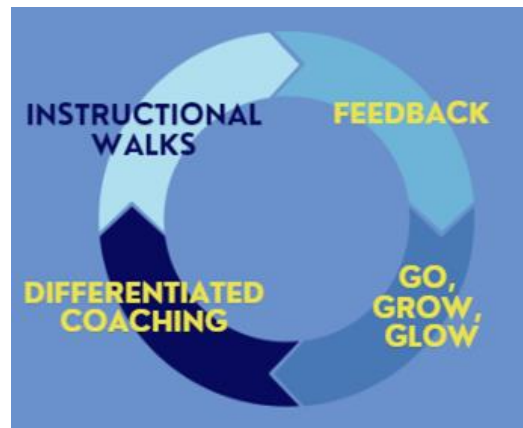 INSTRUCTIONAL
WALKS
FEEDBACK
GO,
GROW,
GLOW
DIFFERENTIATED
COACHING